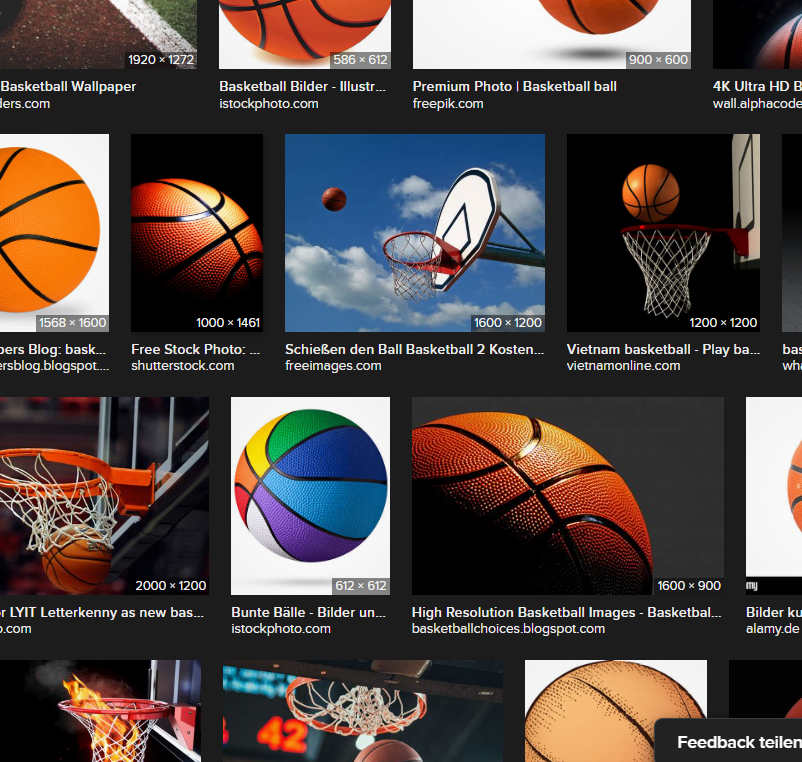 1920 × 1272
586 × 612
900 × 600
Basketball Wallpaper
Basketball Bilder - Illustr...
Premium Photo | Basketball ball
4K Ultra HD B
ders.com
istockphoto.com
freepik.com
wall.alphacode
1568 × 1600
1000 × 1461
1600 × 1200
1200 × 1200
pers Blog: bask...
Free Stock Photo: ...
Schießen den Ball Basketball 2 Kosten...
Vietnam basketball - Play ba...
bas
ersblog.blogspot....
shutterstock.com
freeimages.com
vietnamonline.com
wha
2000 × 1200
612 × 612
1600 × 900
my
or LYIT Letterkenny as new bas...
Bunte Bälle - Bilder un...
High Resolution Basketball Images - Basketbal...
Bilder ku
o.com
istockphoto.com
basketballchoices.blogspot.com
alamy.de
42
Feedback teilen